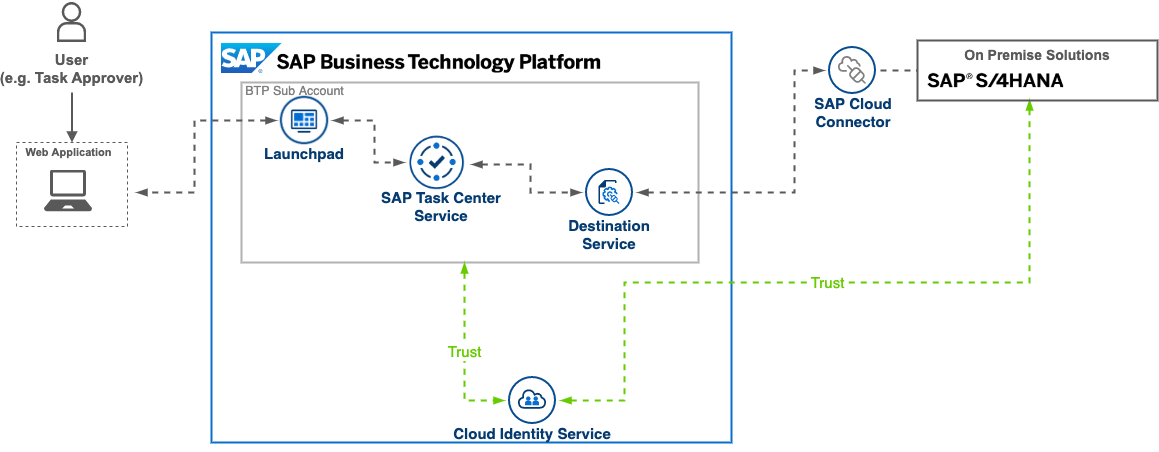 User
(e.g. Task Approver)
Web Application
SAP® SAP Business Technology Platform
BTP Sub Account
Launchpad
SAP Task Center
Service
Destination
Service
SAP Cloud
Connector
On Premise Solutions
SAP® S/4HANA
Trust
Trust
Cloud Identity Service